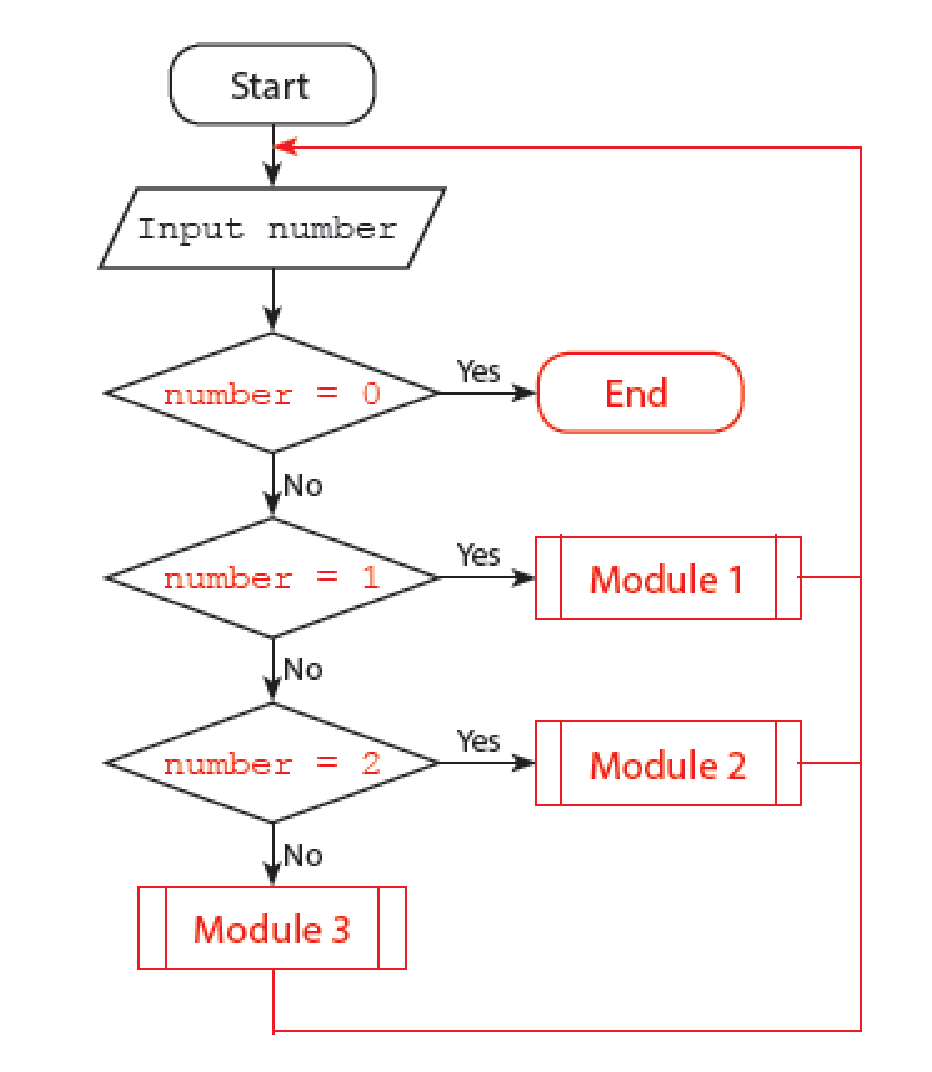 Start
Input number
number = 0
Yes
End
No
number = 1
Yes
Module 1
No
number = 2
Yes
Module 2
No
Module 3